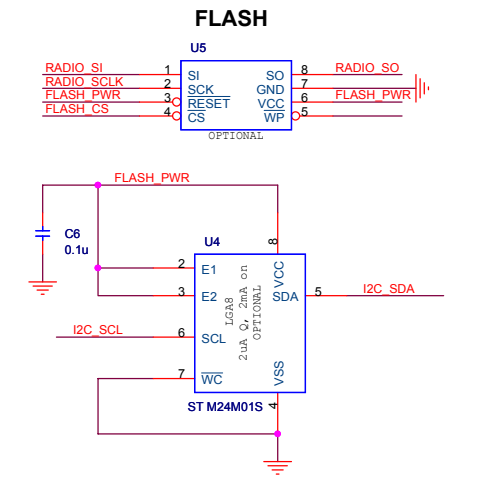 FLASH
U5
RADIO_SI 1 SI SO 8 RADIO_SO
RADIO_SCLK 2 SCK GND 7
FLASH_PWR 3 RESET VCC 6 FLASH_PWR
FLASH_CS 4 CS WP 5
OPTIONAL
FLASH_PWR
C6
0.1u
U4
8
VCC
2 E1
3 E2
LGA8
2uA Q, 2mA on
OPTIONAL
SDA 5 I2C_SDA
I2C_SCL 6 SCL
7 WC
VSS
4
ST M24M01S